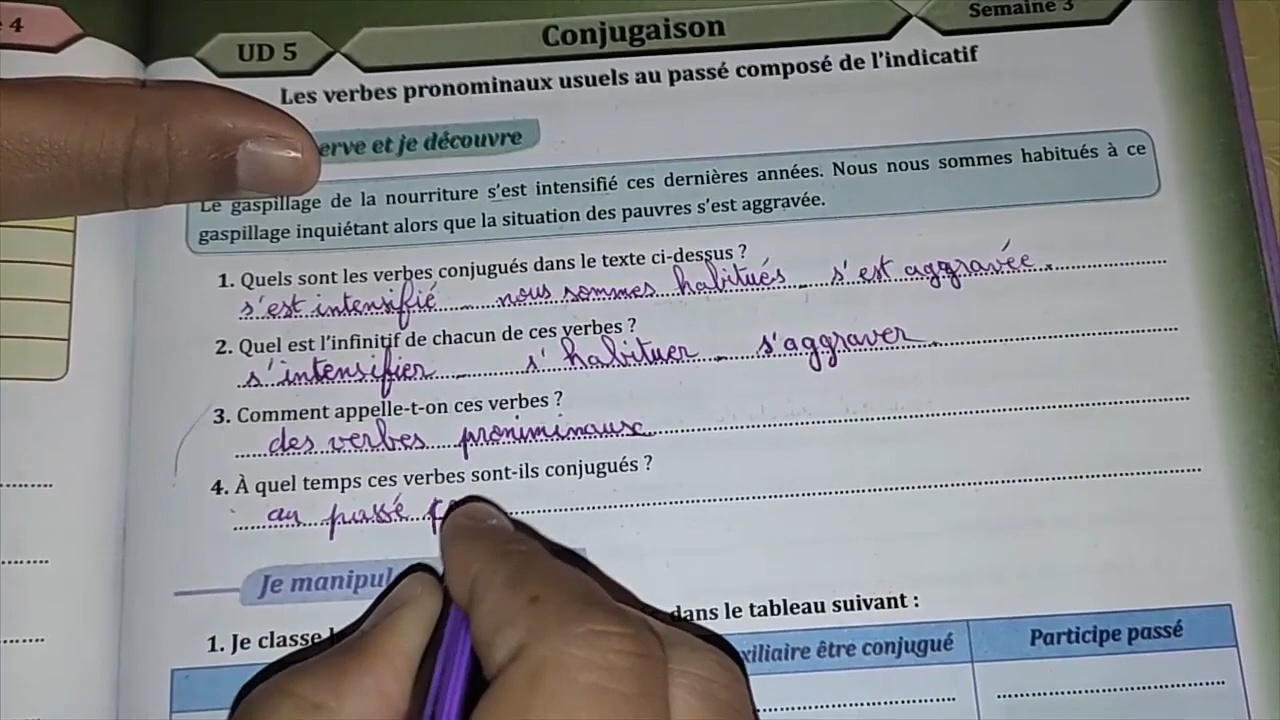 4
UD 5
Conjugaison
Semaine 3
Les verbes pronominaux usuels au passé composé de l'indicatif
erve et je découvre
Le gaspillage de la nourriture s'est intensifié ces dernières années. Nous nous sommes habitués à ce
gaspillage inquiétant alors que la situation des pauvres s'est aggravée.
1. Quels sont les verbes conjugués dans le texte ci-dessus ?
s'est intensifié - nous sommes habitués - s'est aggravée.
2. Quel est l'infinitif de chacun de ces verbes ?
s'intensifier - s'habituer - s'aggraver.
3. Comment appelle-t-on ces verbes ?
des verbes proniminaux
4. À quel temps ces verbes sont-ils conjugués ?
au passé
Je manipul
1. Je classe dans le tableau suivant :
xiliaire être conjugué
Participe passé